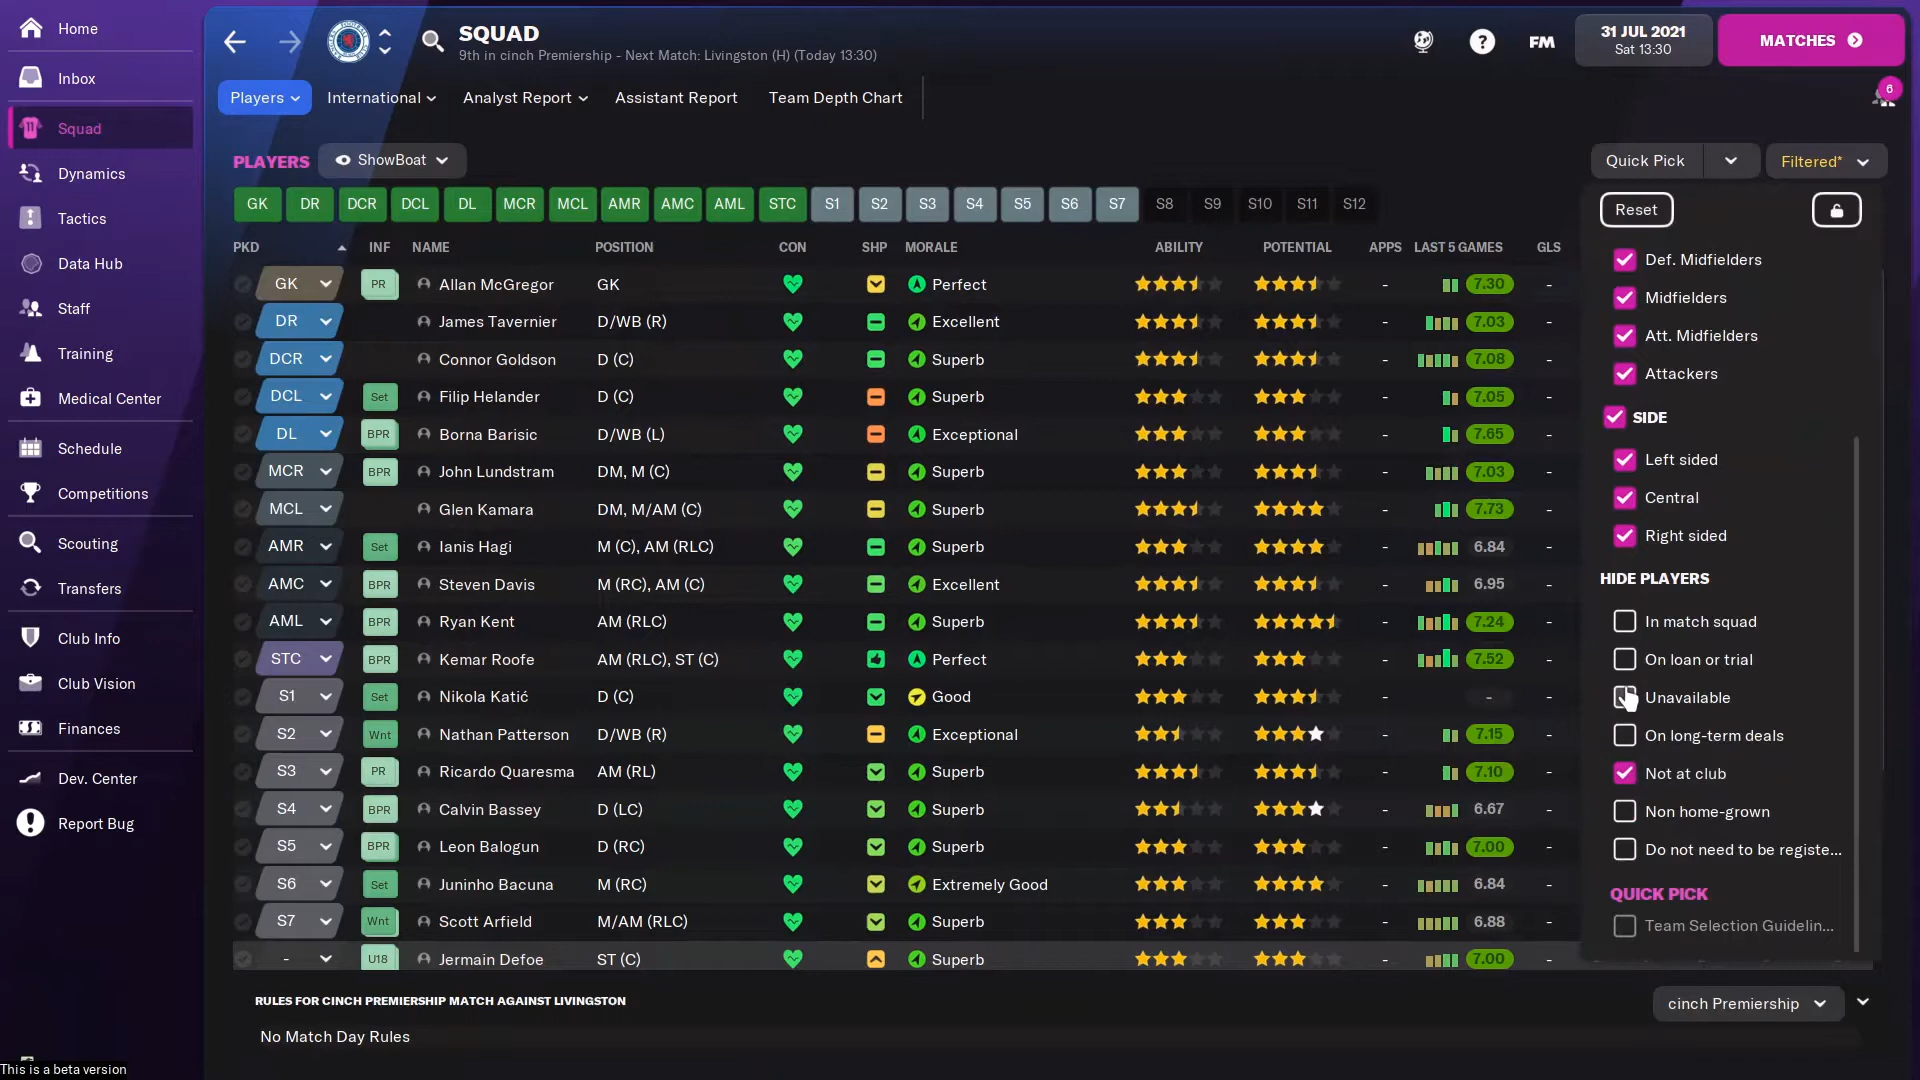 Home
Inbox
Squad
Dynamics
Tactics
Data Hub
Staff
Training
Medical Center
Schedule
Competitions
Scouting
Transfers
Club Info
Club Vision
Finances
Dev. Center
Report Bug
This is a beta version
SQUAD
9th in cinch Premiership - Next Match: Livingston (H) (Today 13:30)
FM
31 JUL 2021
Sat 13:30
MATCHES
Players International Analyst Report Assistant Report Team Depth Chart
6
PLAYERS ShowBoat
Quick Pick Filtered*
GK DR DCR DCL DL MCR MCL AMR AMC AML STC S1 S2 S3 S4 S5 S6 S7 S8 S9 S10 S11 S12
PKD INF NAME POSITION CON SHP MORALE ABILITY POTENTIAL APPS LAST 5 GAMES GLS
GK PR Allan McGregor GK Perfect - 7.30 -
DR James Tavernier D/WB (R) Excellent - 7.03 -
DCR Connor Goldson D (C) Superb - 7.08 -
DCL Set Filip Helander D (C) Superb - 7.05 -
DL BPR Borna Barisic D/WB (L) Exceptional - 7.65 -
MCR BPR John Lundstram DM, M (C) Superb - 7.03 -
MCL Glen Kamara DM, M/AM (C) Superb - 7.73 -
AMR Set Ianis Hagi M (C), AM (RLC) Superb - 6.84 -
AMC BPR Steven Davis M (RC), AM (C) Excellent - 6.95 -
AML BPR Ryan Kent AM (RLC) Superb - 7.24 -
STC BPR Kemar Roofe AM (RLC), ST (C) Perfect - 7.52 -
S1 Set Nikola Katić D (C) Good - - -
S2 Wnt Nathan Patterson D/WB (R) Exceptional - 7.15 -
S3 PR Ricardo Quaresma AM (RL) Superb - 7.10 -
S4 BPR Calvin Bassey D (LC) Superb - 6.67 -
S5 BPR Leon Balogun D (RC) Superb - 7.00 -
S6 Set Juninho Bacuna M (RC) Extremely Good - 6.84 -
S7 Wnt Scott Arfield M/AM (RLC) Superb - 6.88 -
- U18 Jermain Defoe ST (C) Superb - 7.00 -
Reset
Def. Midfielders
Midfielders
Att. Midfielders
Attackers
SIDE
Left sided
Central
Right sided
HIDE PLAYERS
In match squad
On loan or trial
Unavailable
On long-term deals
Not at club
Non home-grown
Do not need to be registe...
QUICK PICK
Team Selection Guidelin...
RULES FOR CINCH PREMIERSHIP MATCH AGAINST LIVINGSTON
cinch Premiership
No Match Day Rules